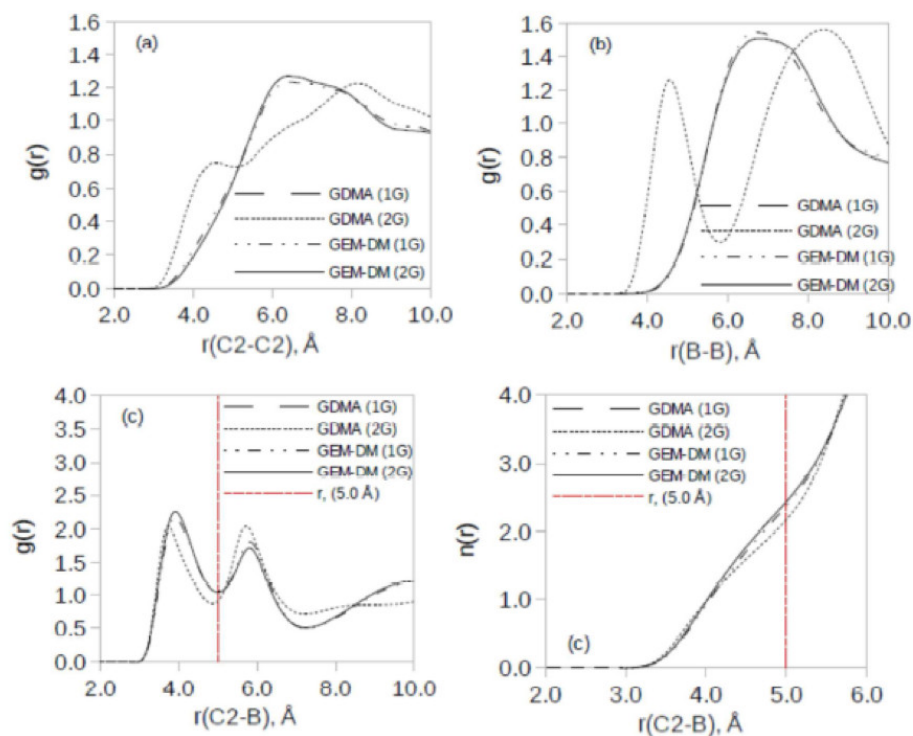 1.6
1.4
1.2
1.0
0.8
0.6
0.4
0.2
0.0
g(r)
(a)
GDMA (1G)
GDMA (2G)
GEM-DM (1G)
GEM-DM (2G)
2.0 4.0 6.0 8.0 10.0
r(C2-C2), Å
1.6
1.4
1.2
1.0
0.8
0.6
0.4
0.2
0.0
g(r)
(b)
GDMA (1G)
GDMA (2G)
GEM-DM (1G)
GEM-DM (2G)
2.0 4.0 6.0 8.0 10.0
r(B-B), Å
4.0
3.5
3.0
2.5
2.0
1.5
1.0
0.5
0.0
g(r)
(c)
GDMA (1G)
GDMA (2G)
GEM-DM (1G)
GEM-DM (2G)
r, (5.0 Å)
2.0 4.0 6.0 8.0 10.0
r(C2-B), Å
4.0
3.0
2.0
1.0
0.0
n(r)
GDMA (1G)
GDMA (2G)
GEM-DM (1G)
GEM-DM (2G)
r, (5.0 Å)
(c)
2.0 3.0 4.0 5.0 6.0
r(C2-B), Å